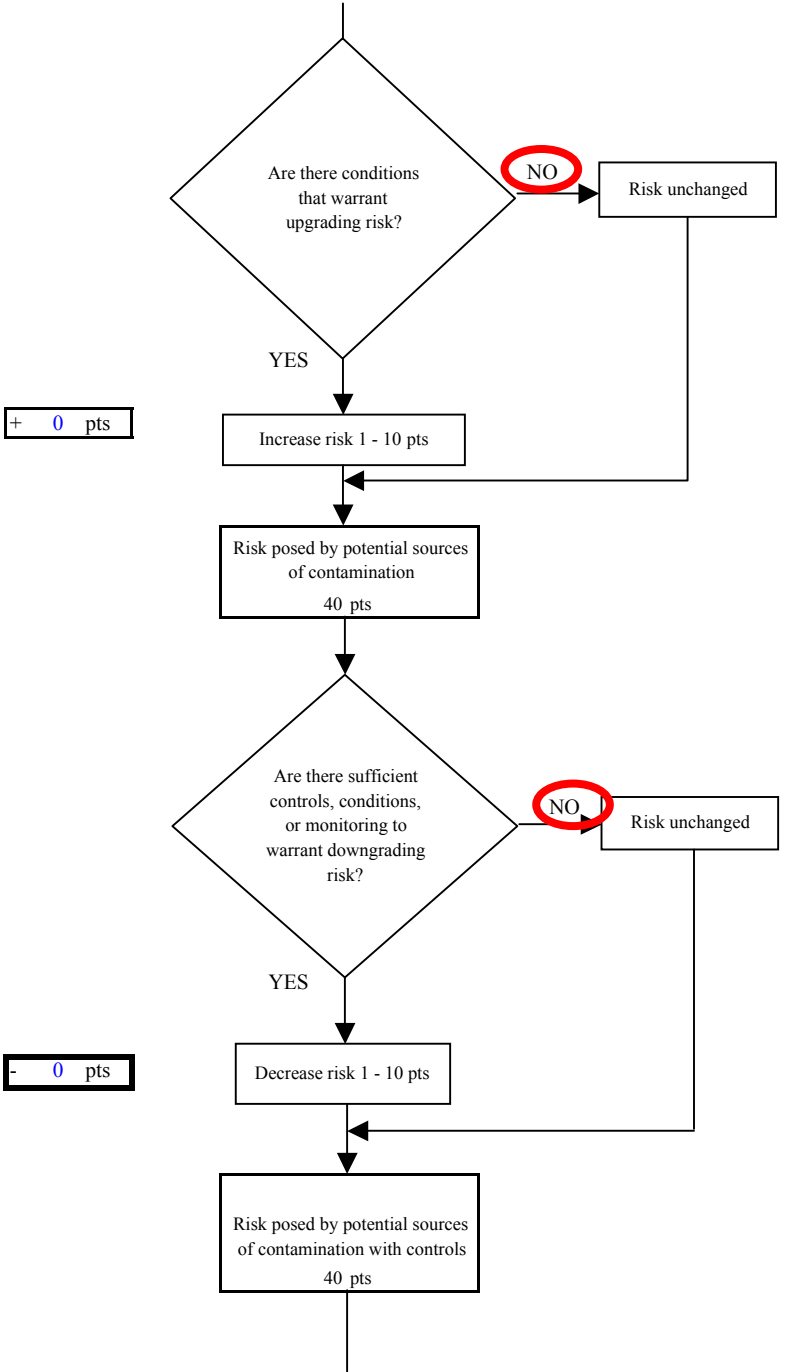 Are there conditions
that warrant
upgrading risk?
NO
Risk unchanged
YES
+ 0 pts
Increase risk 1 - 10 pts
Risk posed by potential sources
of contamination
40 pts
Are there sufficient
controls, conditions,
or monitoring to
warrant downgrading
risk?
NO
Risk unchanged
YES
- 0 pts
Decrease risk 1 - 10 pts
Risk posed by potential sources
of contamination with controls
40 pts